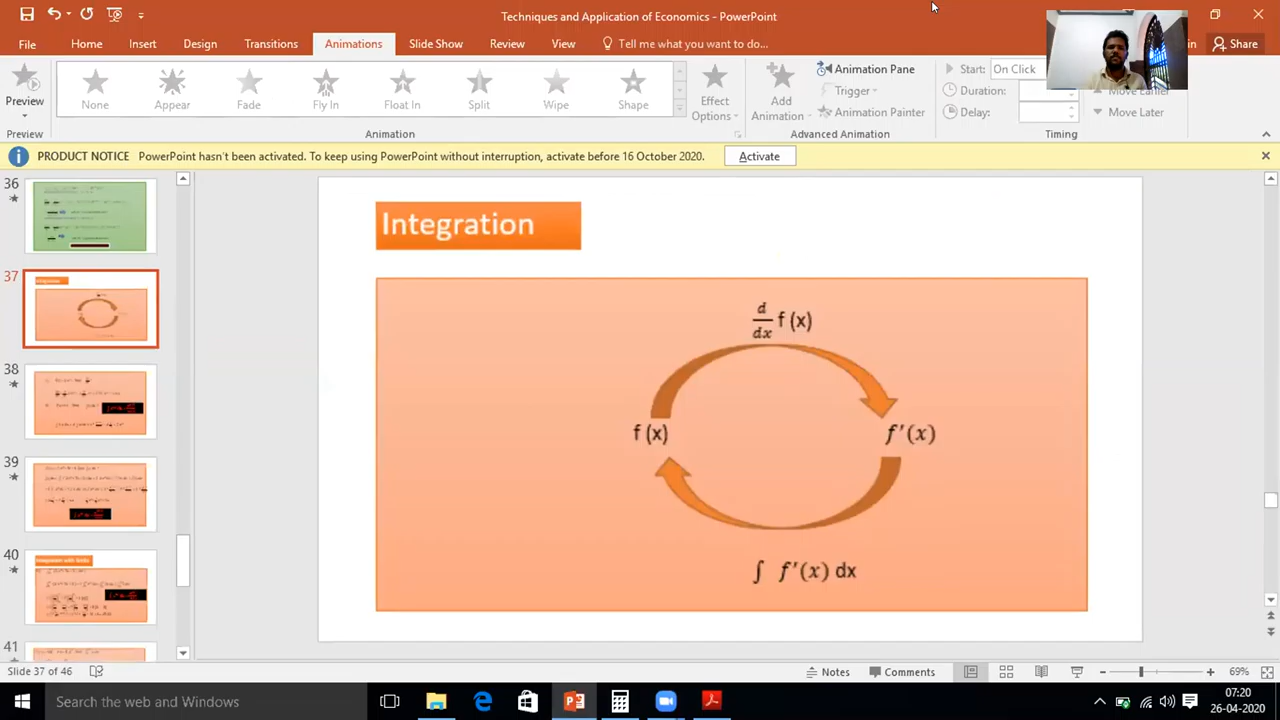 Techniques and Application of Economics - PowerPoint
File Home Insert Design Transitions Animations Slide Show Review View Tell me what you want to do... in Share
Preview None Appear Fade Fly In Float In Split Wipe Shape Effect Options Add Animation Animation Pane Trigger Animation Painter Start: On Click Duration: Delay: Move Earlier Move Later
Preview Animation Advanced Animation Timing
PRODUCT NOTICE PowerPoint hasn't been activated. To keep using PowerPoint without interruption, activate before 16 October 2020. Activate
36
37
38
39
40
41
Integration
d/dx f (x)
f (x) f′(x)
∫ f′(x) dx
Slide 37 of 46 Notes Comments 69%
Search the web and Windows
07:20
26-04-2020